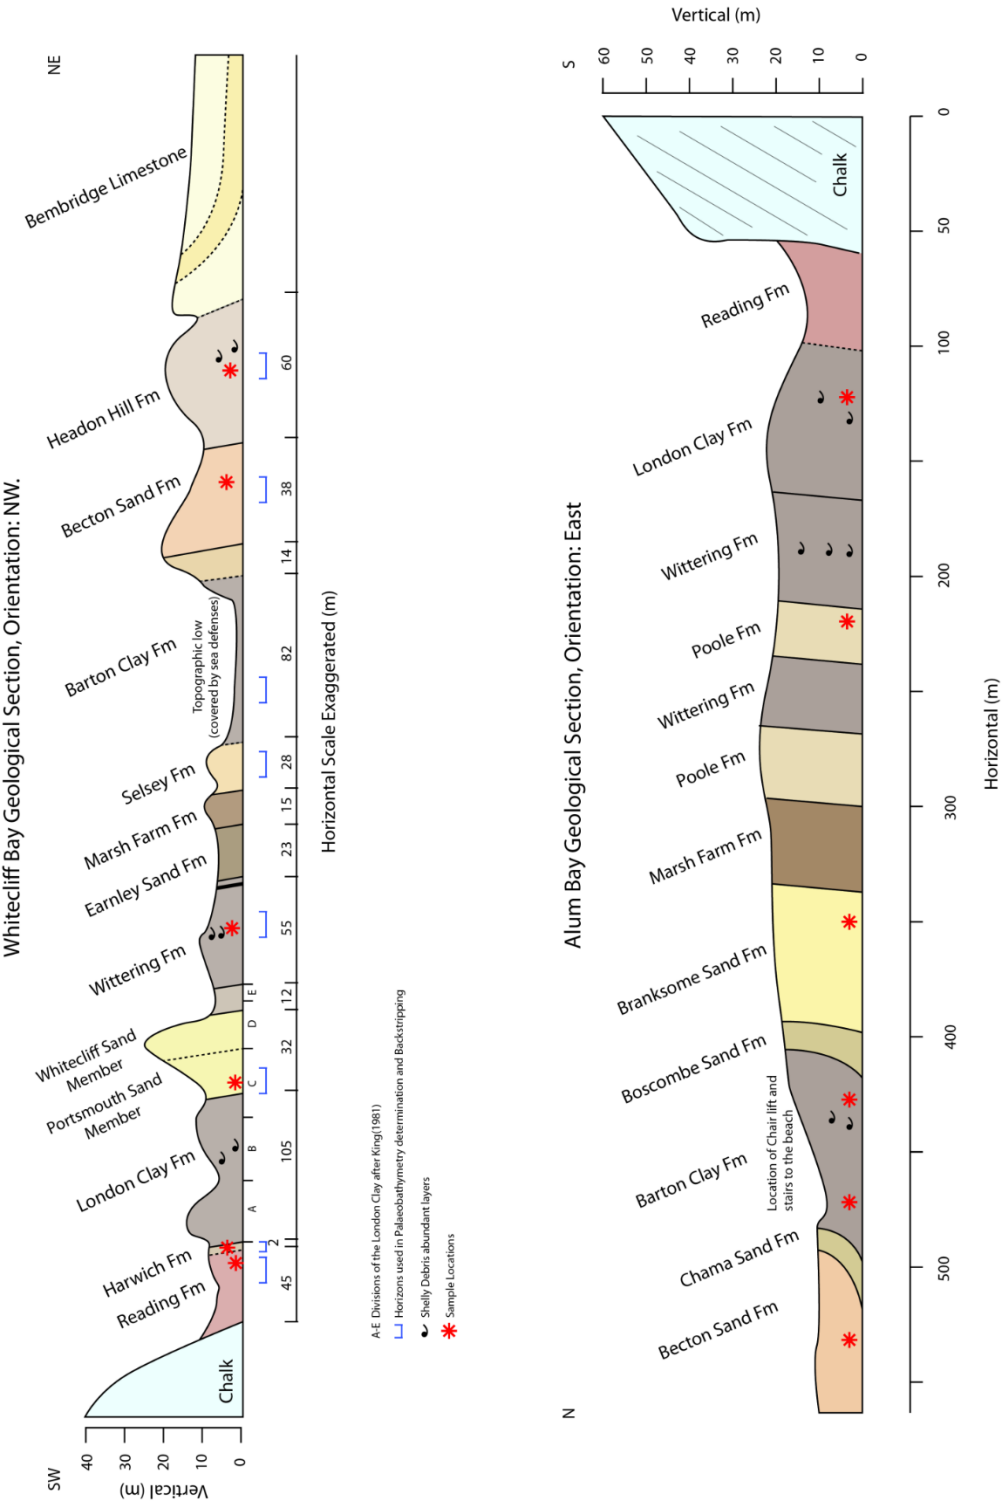 Whitecliff Bay Geological Section, Orientation: NW.
SW
NE
Vertical (m)
40
30
20
10
0
Chalk
Reading Fm
Harwich Fm
London Clay Fm
Portsmouth Sand
Member
Whitecliff Sand
Member
Wittering Fm
Earnley Sand Fm
Marsh Farm Fm
Selsey Fm
Barton Clay Fm
Topographic low
(covered by sea defenses)
Becton Sand Fm
Headon Hill Fm
Bembridge Limestone
A
B
C
D
E
45
2
105
32
12
55
23
15
28
82
14
38
60
Horizontal Scale Exaggerated (m)
A-E Divisions of the London Clay after King(1981)
Horizons used in Palaeobathymetry determination and Backstripping
Shelly Debris abundant layers
Sample Locations
Alum Bay Geological Section, Orientation: East
N
S
Vertical (m)
60
50
40
30
20
10
0
Becton Sand Fm
Chama Sand Fm
Barton Clay Fm
Location of Chair lift and
stairs to the beach
Boscombe Sand Fm
Branksome Sand Fm
Marsh Farm Fm
Poole Fm
Wittering Fm
Poole Fm
Wittering Fm
London Clay Fm
Reading Fm
Chalk
500
400
300
200
100
50
0
Horizontal (m)